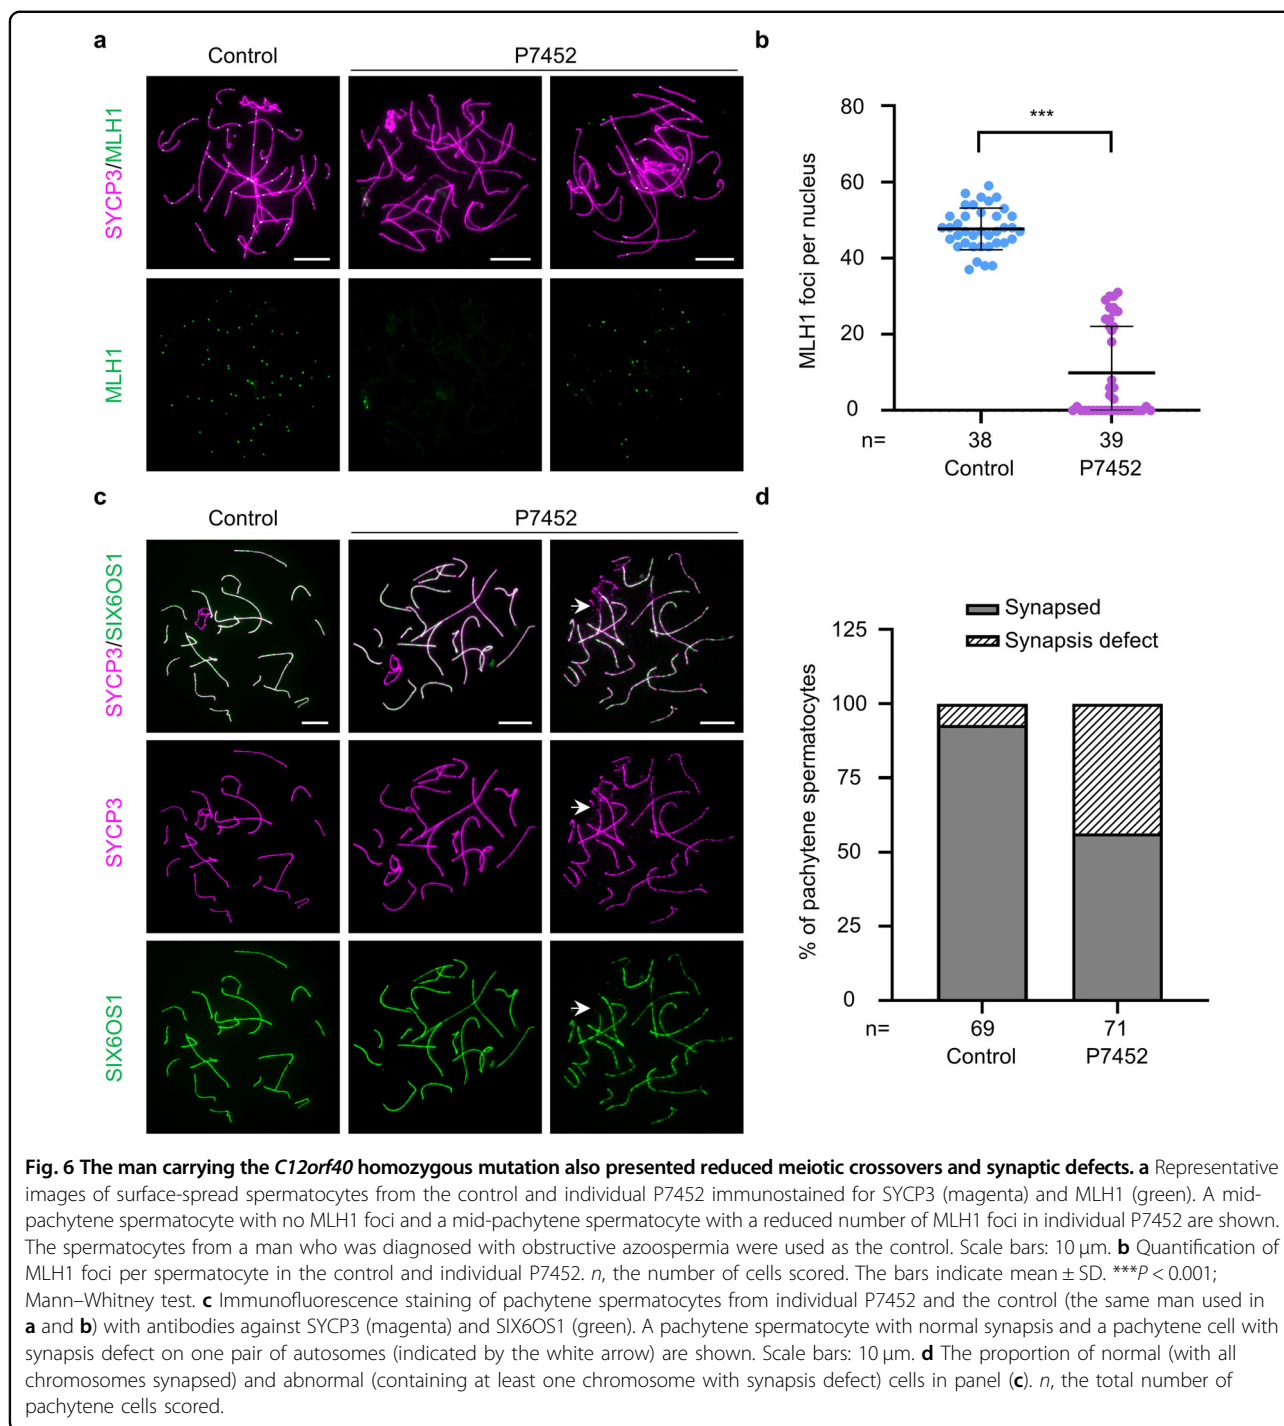 a
Control
P7452
SYCP3/MLH1
MLH1
b
MLH1 foci per nucleus
80
60
40
20
0
***
n=
38
39
Control
P7452
c
Control
P7452
SYCP3/SIX6OS1
SYCP3
SIX6OS1
d
Synapsed
Synapsis defect
% of pachytene spermatocytes
125
100
75
50
25
0
n=
69
71
Control
P7452
Fig. 6 The man carrying the C12orf40 homozygous mutation also presented reduced meiotic crossovers and synaptic defects. a Representative
images of surface-spread spermatocytes from the control and individual P7452 immunostained for SYCP3 (magenta) and MLH1 (green). A mid-
pachytene spermatocyte with no MLH1 foci and a mid-pachytene spermatocyte with a reduced number of MLH1 foci in individual P7452 are shown.
The spermatocytes from a man who was diagnosed with obstructive azoospermia were used as the control. Scale bars: 10 μm. b Quantification of
MLH1 foci per spermatocyte in the control and individual P7452. n, the number of cells scored. The bars indicate mean ± SD. ***P < 0.001;
Mann–Whitney test. c Immunofluorescence staining of pachytene spermatocytes from individual P7452 and the control (the same man used in
a and b) with antibodies against SYCP3 (magenta) and SIX6OS1 (green). A pachytene spermatocyte with normal synapsis and a pachytene cell with
synapsis defect on one pair of autosomes (indicated by the white arrow) are shown. Scale bars: 10 μm. d The proportion of normal (with all
chromosomes synapsed) and abnormal (containing at least one chromosome with synapsis defect) cells in panel (c). n, the total number of
pachytene cells scored.